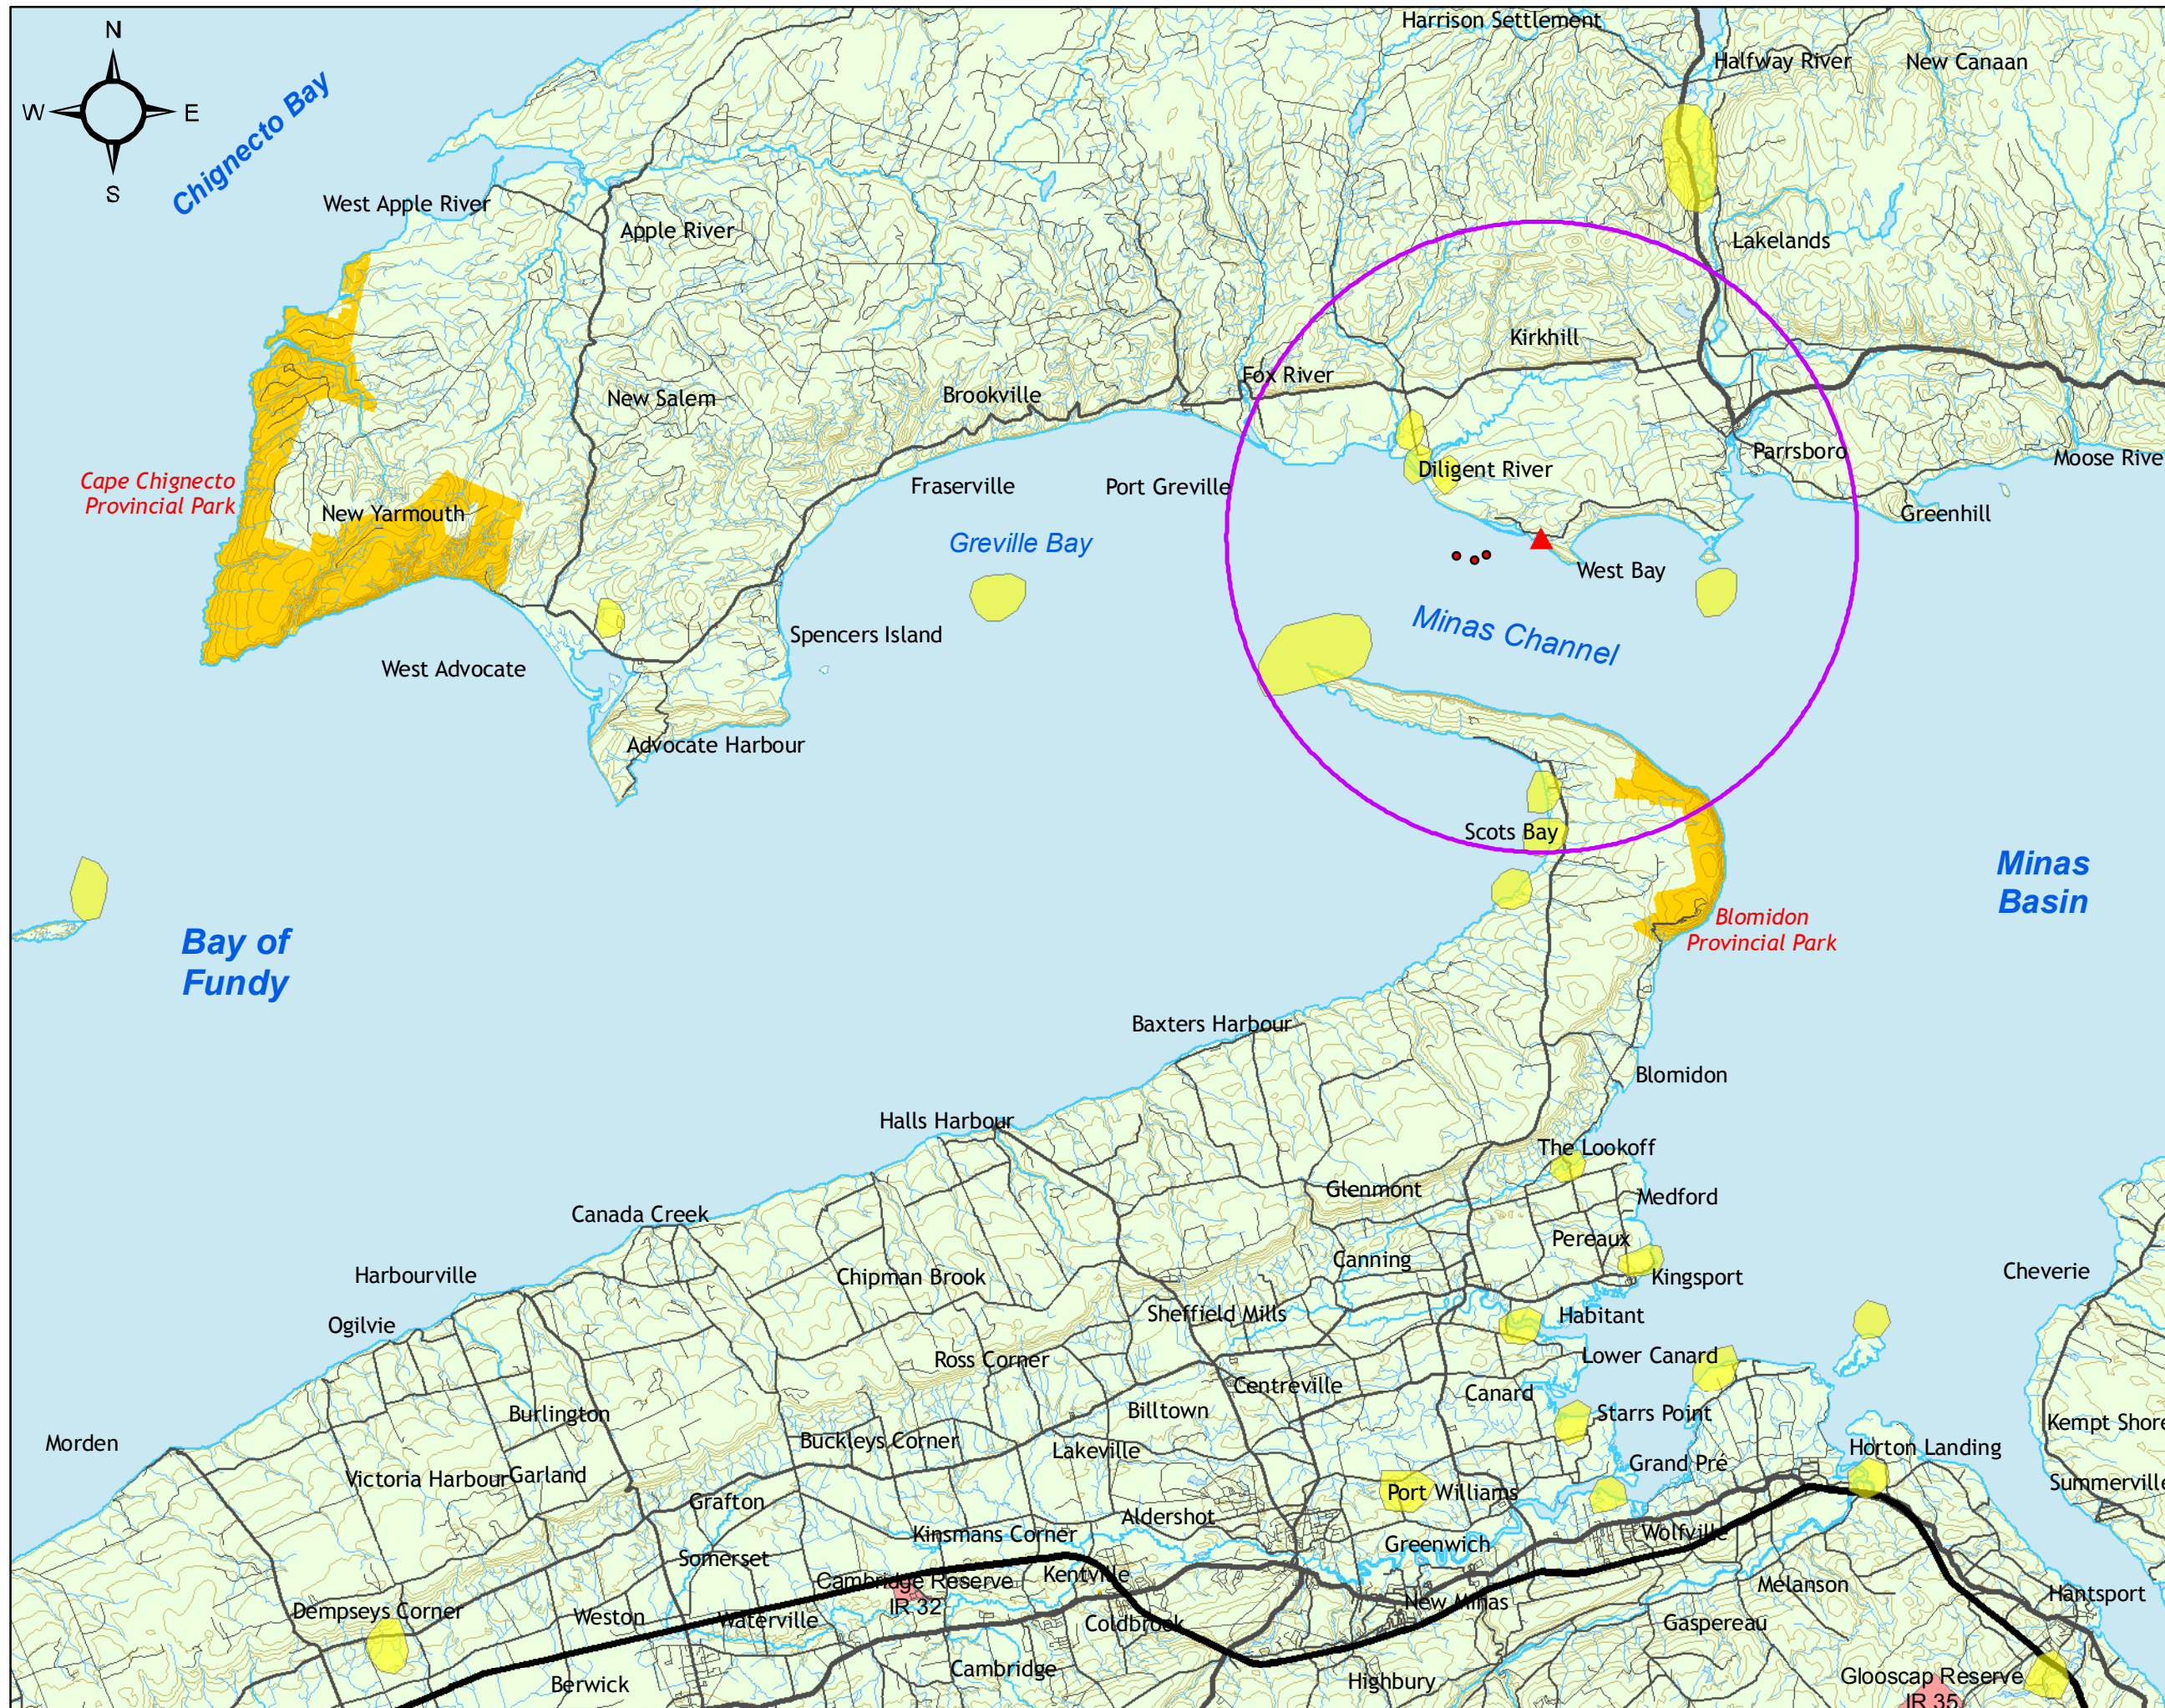 Harrison Settlement
N
Halfway River
New Canaan
W
E
Chignecto Bay
S
West Apple River
Apple River
Lakelands
Kirkhill
Fox River
New Salem
Brookville
Parrsboro
Moose Rive
Diligent River
Cape Chignecto
Provincial Park
Fraserville
Port Greville
New Yarmouth
Greenhill
Greville Bay
West Bay
Minas Channel
Spencers Island
West Advocate
Advocate Harbour
Scots Bay
Minas
Basin
Blomidon
Provincial Park
Bay of
Fundy
Baxters Harbour
Blomidon
Halls Harbour
The Lookoff
Glenmont
Medford
Canada Creek
Pereaux
Canning
Cheverie
Harbourville
Chipman Brook
Kingsport
Sheffield Mills
Habitant
Ogilvie
Ross Corner
Lower Canard
Centreville
Canard
Burlington
Billtown
Starrs Point
Kempt Shore
Morden
Buckleys Corner
Lakeville
Horton Landing
Grand Pré
Victoria Harbour
Garland
Summerville
Port Williams
Grafton
Aldershot
Kinsmans Corner
Wolfville
Greenwich
Somerset
Cambridge Reserve
IR 32
Kentville
Melanson
Hantsport
New Minas
Dempseys Corner
Weston
Waterville
Coldbrook
Gaspereau
Cambridge
Glooscap Reserve
IR 35
Highbury
Berwick